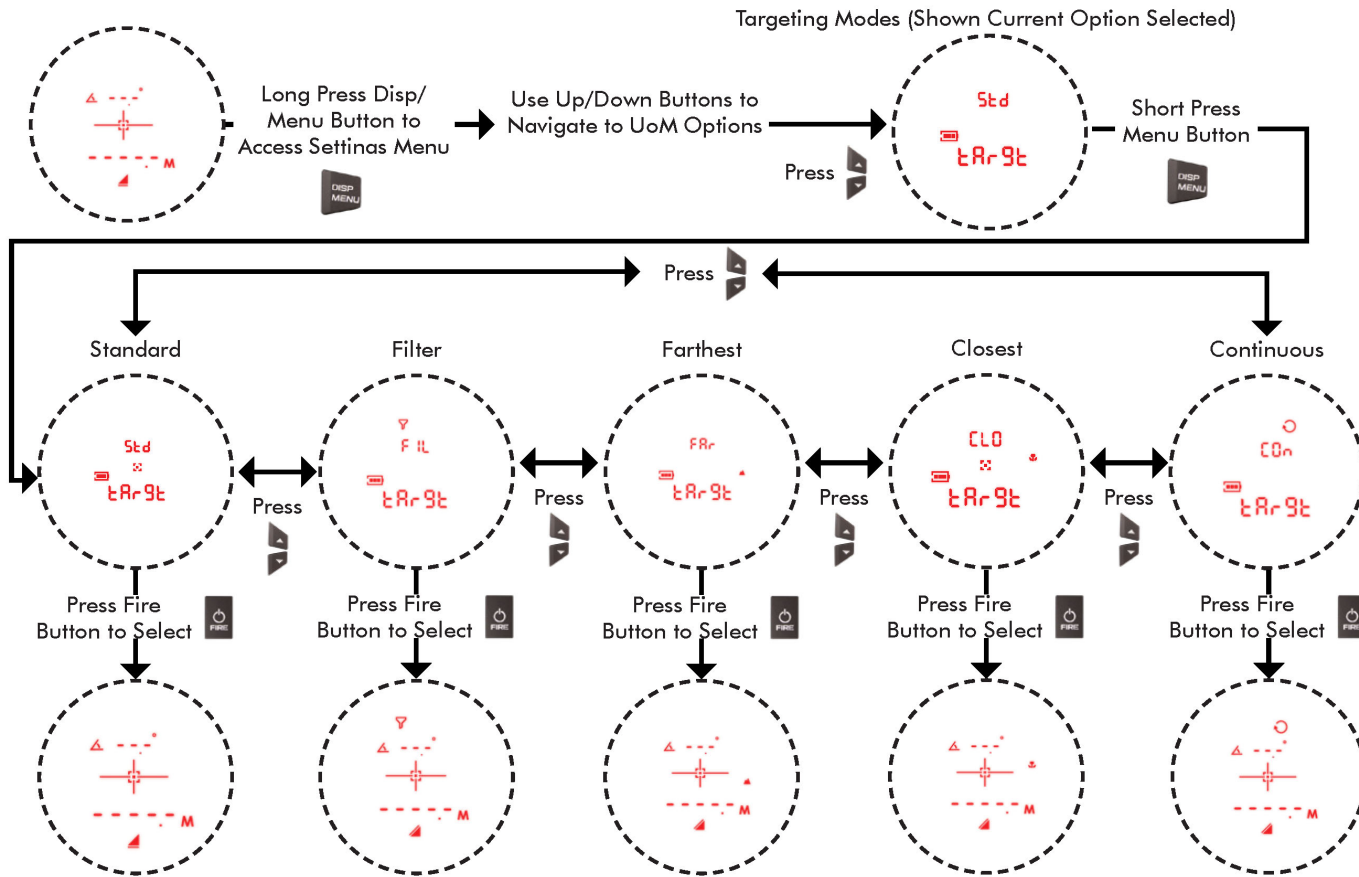 Targeting Modes (Shown Current Option Selected)
Long Press Disp/
Menu Button to
Access Settinas Menu
DISP
MENU
M
Use Up/Down Buttons to
Navigate to UoM Options
Press
Std
tArgt
Short Press
Menu Button
DISP
MENU
Press
Standard
Filter
Farthest
Closest
Continuous
Std
tArgt
FIL
tArgt
FAr
tArgt
CLO
tArgt
COn
tArgt
Press
Press
Press
Press
Press Fire
Button to Select
FIRE
Press Fire
Button to Select
FIRE
Press Fire
Button to Select
FIRE
Press Fire
Button to Select
FIRE
Press Fire
Button to Select
FIRE
M
M
M
M
M